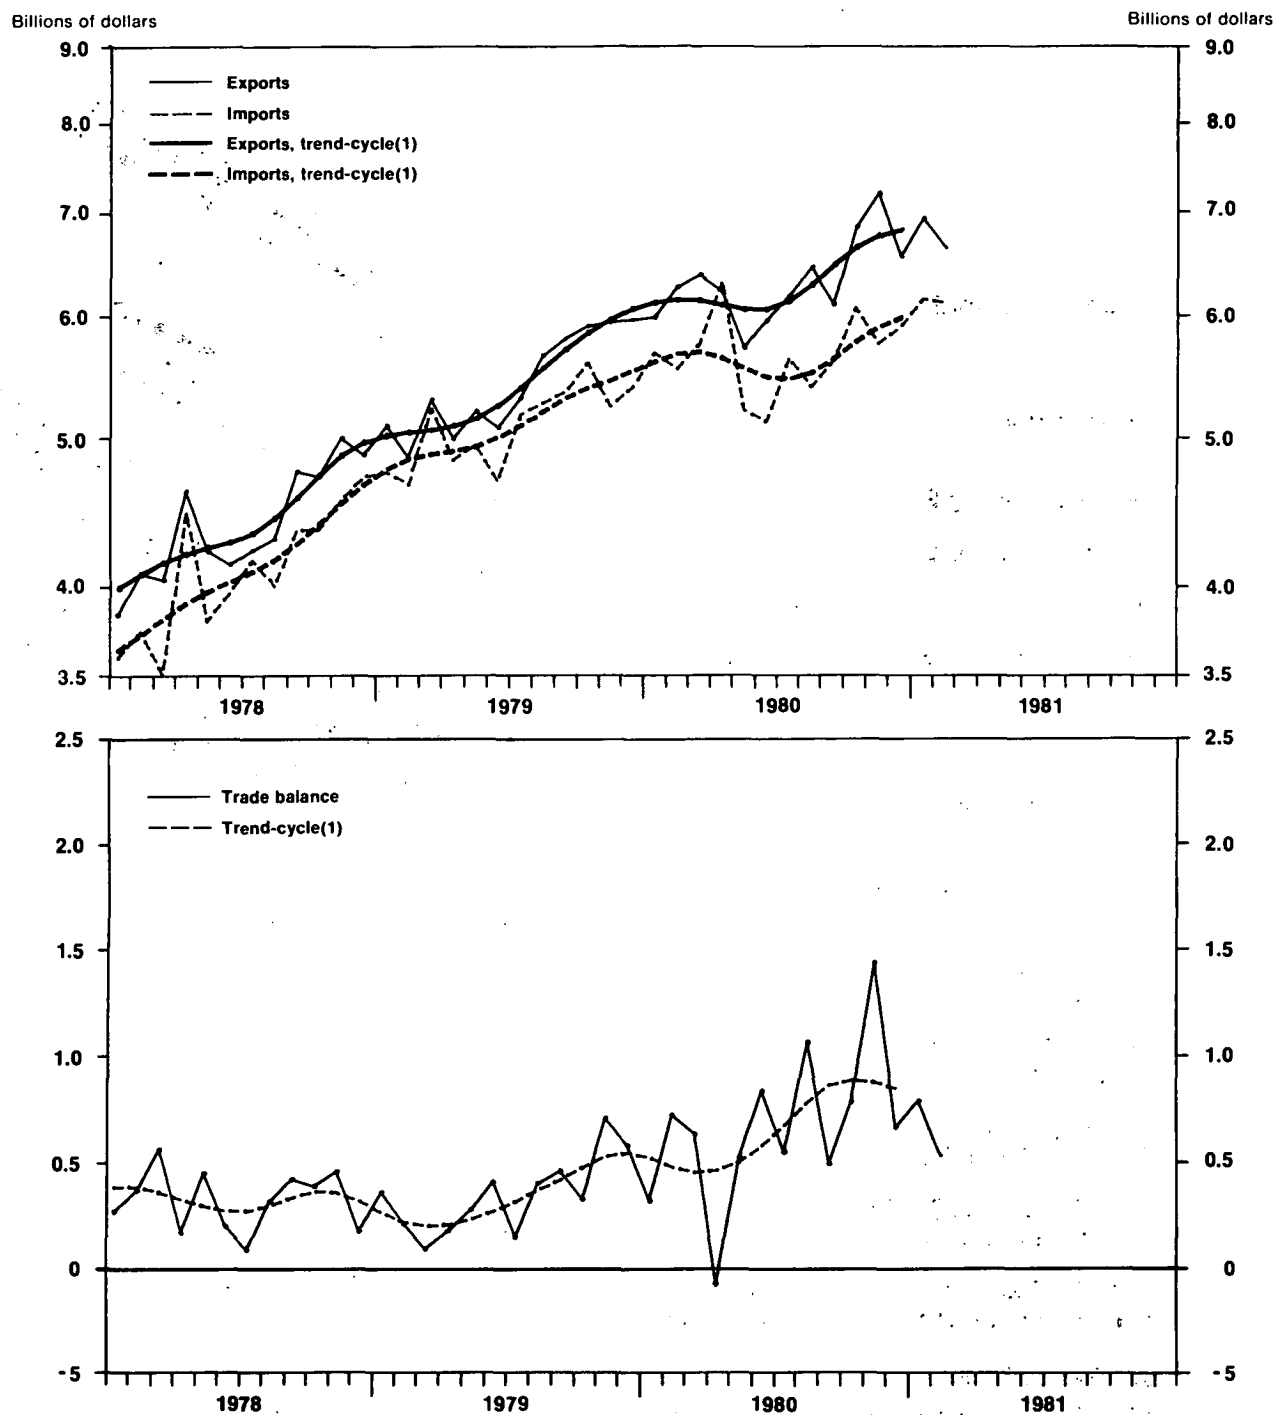 Billions of dollars Billions of dollars
9.0 9.0
Exports
8.0 Imports 8.0
Exports, trend-cycle(1)
Imports, trend-cycle(1)
7.0 7.0
6.0 6.0
5.0 5.0
4.0 4.0
3.5 3.5
1978 1979 1980 1981
2.5 2.5
Trade balance
Trend-cycle(1)
2.0 2.0
1.5 1.5
1.0 1.0
0.5 0.5
0 0
-5 -5
1978 1979 1980 1981